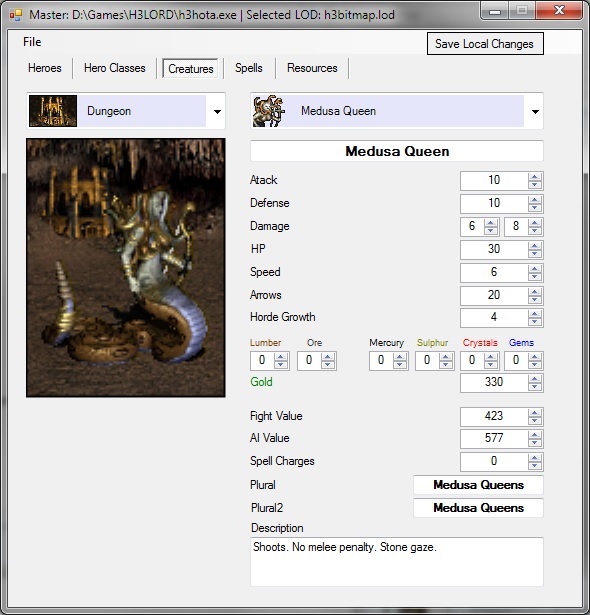 Master: D:\Games\H3LORD\h3hota.exe | Selected LOD: h3bitmap.lod
File
Save Local Changes
Heroes Hero Classes Creatures Spells Resources
Dungeon Medusa Queen
Medusa Queen
Atack 10
Defense 10
Damage 6 8
HP 30
Speed 6
Arrows 20
Horde Growth 4
Lumber Ore Mercury Sulphur Crystals Gems
0 0 0 0 0 0
Gold 330
Fight Value 423
AI Value 577
Spell Charges 0
Plural Medusa Queens
Plural2 Medusa Queens
Description
Shoots. No melee penalty. Stone gaze.